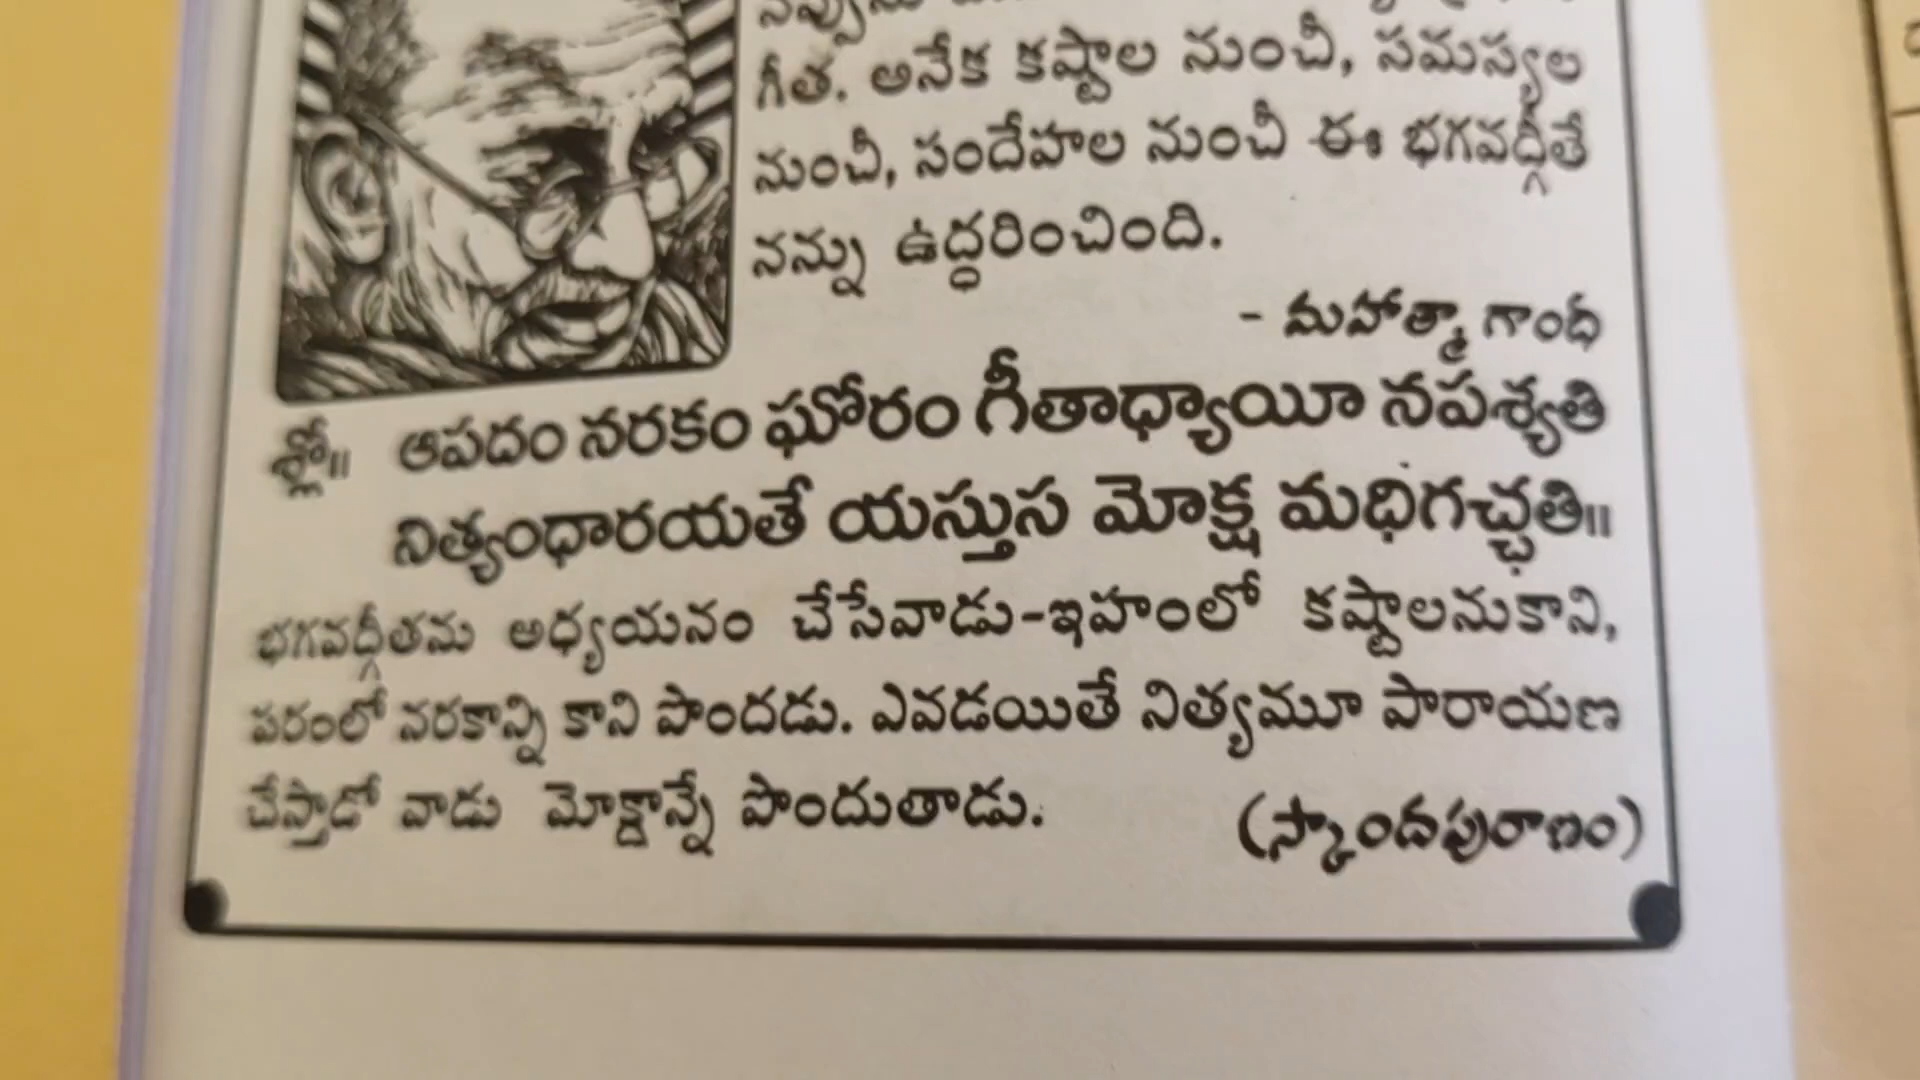 గీత. అనేక కష్టాల నుంచీ, సమస్యల
నుంచీ, సందేహాల నుంచీ ఈ భగవద్గీతే
నన్ను ఉద్ధరించింది.
- మహాత్మా గాంధీ
శ్లో॥ ఆపదం నరకం ఘోరం గీతాధ్యాయీ నపశ్యతి
నిత్యంధారయతే యస్తుస మోక్ష మధిగచ్ఛతి॥
భగవద్గీతను అధ్యయనం చేసేవాడు-ఇహంలో కష్టాలనుకాని,
పరంలో నరకాన్ని కాని పొందడు. ఎవడయితే నిత్యమూ పారాయణ
చేస్తాడో వాడు మోక్షాన్నే పొందుతాడు.
(స్కాందపురాణం)